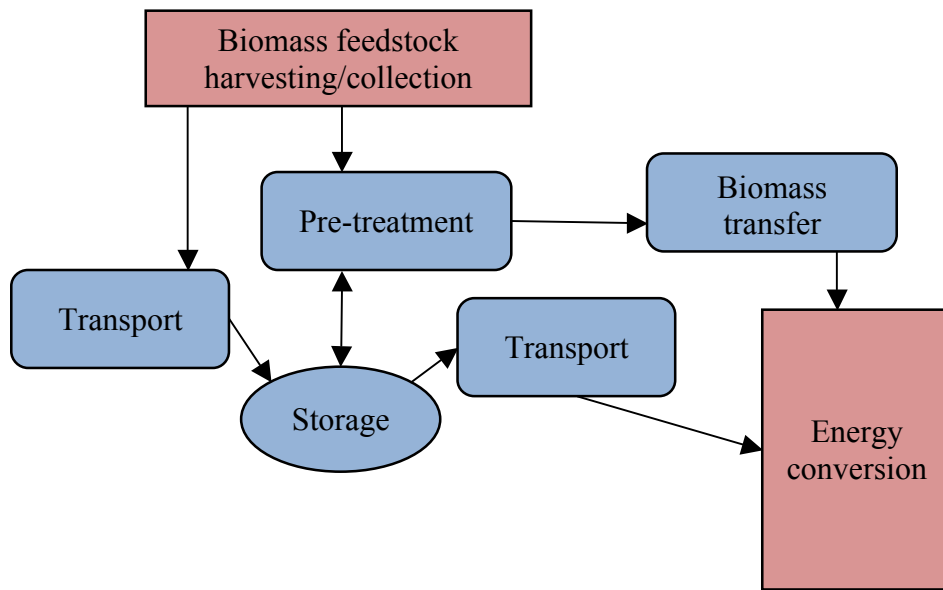 Biomass feedstock
harvesting/collection
Pre-treatment
Biomass
transfer
Transport
Transport
Storage
Energy
conversion